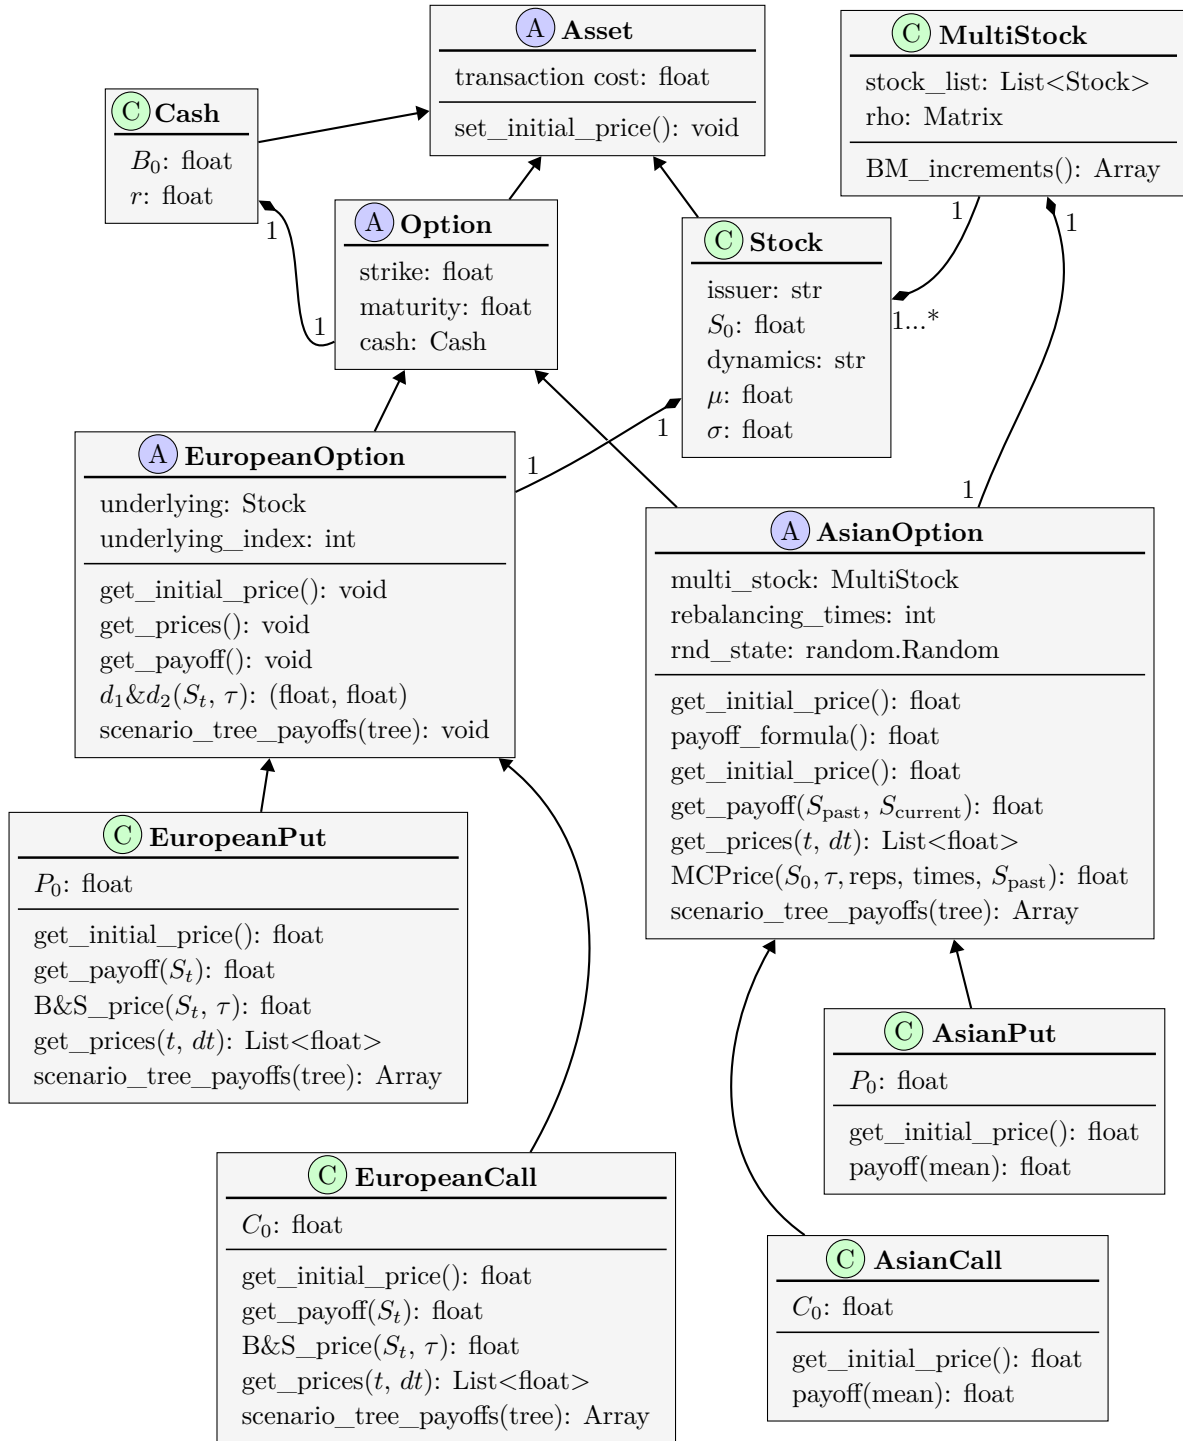 A Asset
transaction cost: float
set_initial_price(): void
C MultiStock
stock_list: List<Stock>
rho: Matrix
BM_increments(): Array
C Cash
B₀: float
r: float
1
1
A Option
strike: float
maturity: float
cash: Cash
C Stock
issuer: str
S₀: float
dynamics: str
μ: float
σ: float
1
1...*
1
1
1
1
A EuropeanOption
underlying: Stock
underlying_index: int
get_initial_price(): void
get_prices(): void
get_payoff(): void
d₁&d₂(Sₜ, τ): (float, float)
scenario_tree_payoffs(tree): void
A AsianOption
multi_stock: MultiStock
rebalancing_times: int
rnd_state: random.Random
get_initial_price(): float
payoff_formula(): float
get_initial_price(): float
get_payoff(S_past, S_current): float
get_prices(t, dt): List<float>
MCPrice(S₀, τ, reps, times, S_past): float
scenario_tree_payoffs(tree): Array
C EuropeanPut
P₀: float
get_initial_price(): float
get_payoff(Sₜ): float
B&S_price(Sₜ, τ): float
get_prices(t, dt): List<float>
scenario_tree_payoffs(tree): Array
C AsianPut
P₀: float
get_initial_price(): float
payoff(mean): float
C EuropeanCall
C₀: float
get_initial_price(): float
get_payoff(Sₜ): float
B&S_price(Sₜ, τ): float
get_prices(t, dt): List<float>
scenario_tree_payoffs(tree): Array
C AsianCall
C₀: float
get_initial_price(): float
payoff(mean): float